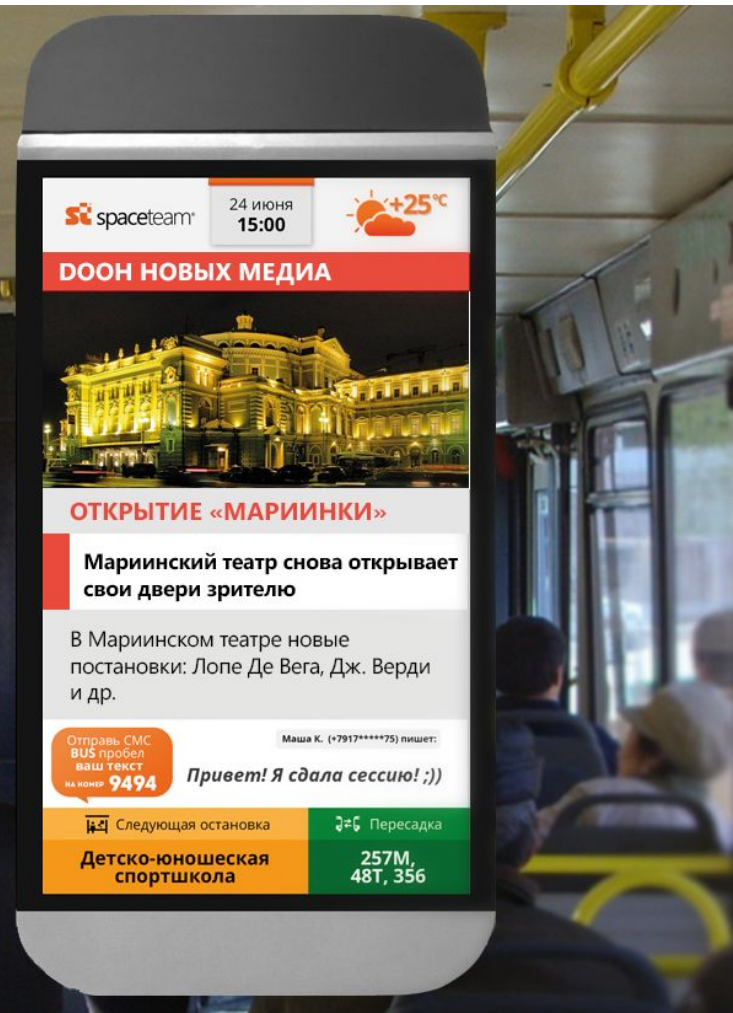 spaceteam
24 июня
15:00
+25°C
DOOH НОВЫХ МЕДИА
ОТКРЫТИЕ «МАРИИНКИ»
Мариинский театр снова открывает
свои двери зрителю
В Мариинском театре новые
постановки: Лопе Де Вега, Дж. Верди
и др.
Отправь СМС
BUS пробел
ваш текст
НА НОМЕР 9494
Маша К. (+7917*****75) пишет:
Привет! Я сдала сессию! ;))
Следующая остановка
Детско-юношеская
спортшкола
Пересадка
257М,
48Т, 356